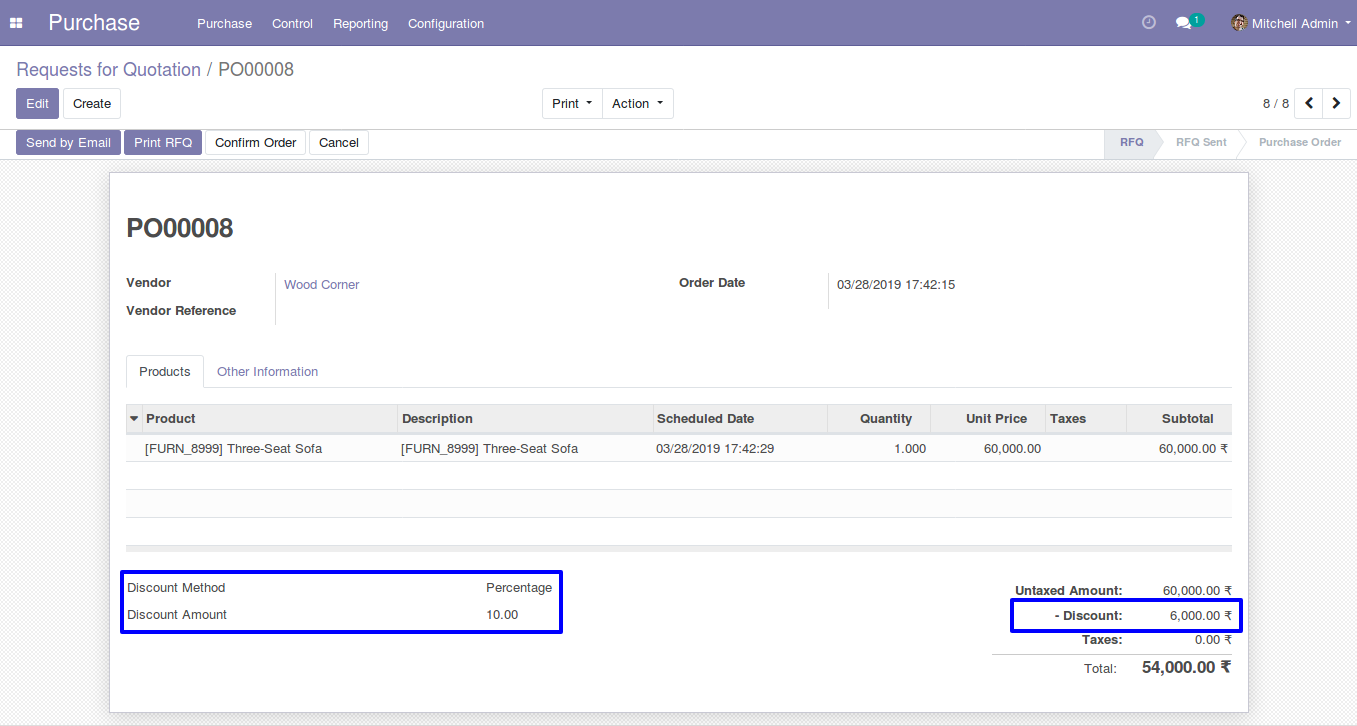 Purchase Purchase Control Reporting Configuration 1 Mitchell Admin
Requests for Quotation / PO00008
Edit Create Print Action 8 / 8
Send by Email Print RFQ Confirm Order Cancel RFQ RFQ Sent Purchase Order
PO00008
Vendor Wood Corner Order Date 03/28/2019 17:42:15
Vendor Reference
Products Other Information
Product Description Scheduled Date Quantity Unit Price Taxes Subtotal
[FURN_8999] Three-Seat Sofa [FURN_8999] Three-Seat Sofa 03/28/2019 17:42:29 1.000 60,000.00 60,000.00 ₹
Discount Method Percentage
Discount Amount 10.00
Untaxed Amount: 60,000.00 ₹
- Discount: 6,000.00 ₹
Taxes: 0.00 ₹
Total: 54,000.00 ₹